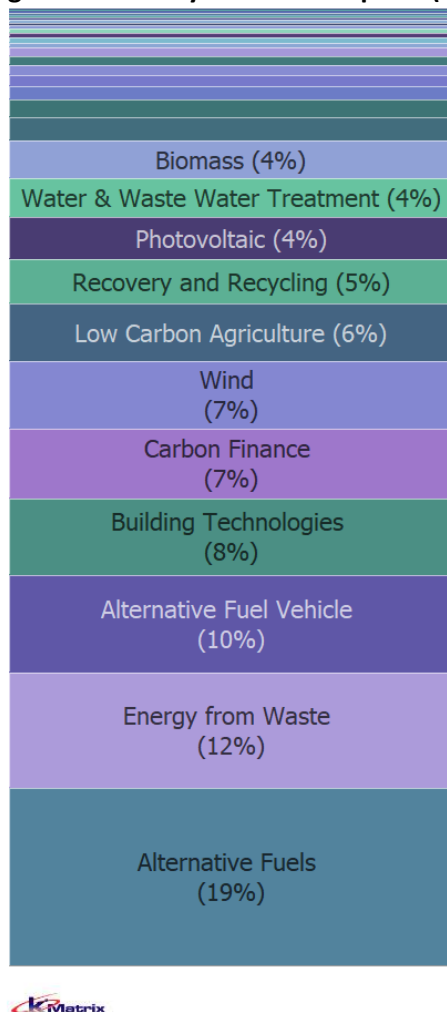 Biomass (4%)
Water & Waste Water Treatment (4%)
Photovoltaic (4%)
Recovery and Recycling (5%)
Low Carbon Agriculture (6%)
Wind
(7%)
Carbon Finance
(7%)
Building Technologies
(8%)
Alternative Fuel Vehicle
(10%)
Energy from Waste
(12%)
Alternative Fuels
(19%)
KMatrix